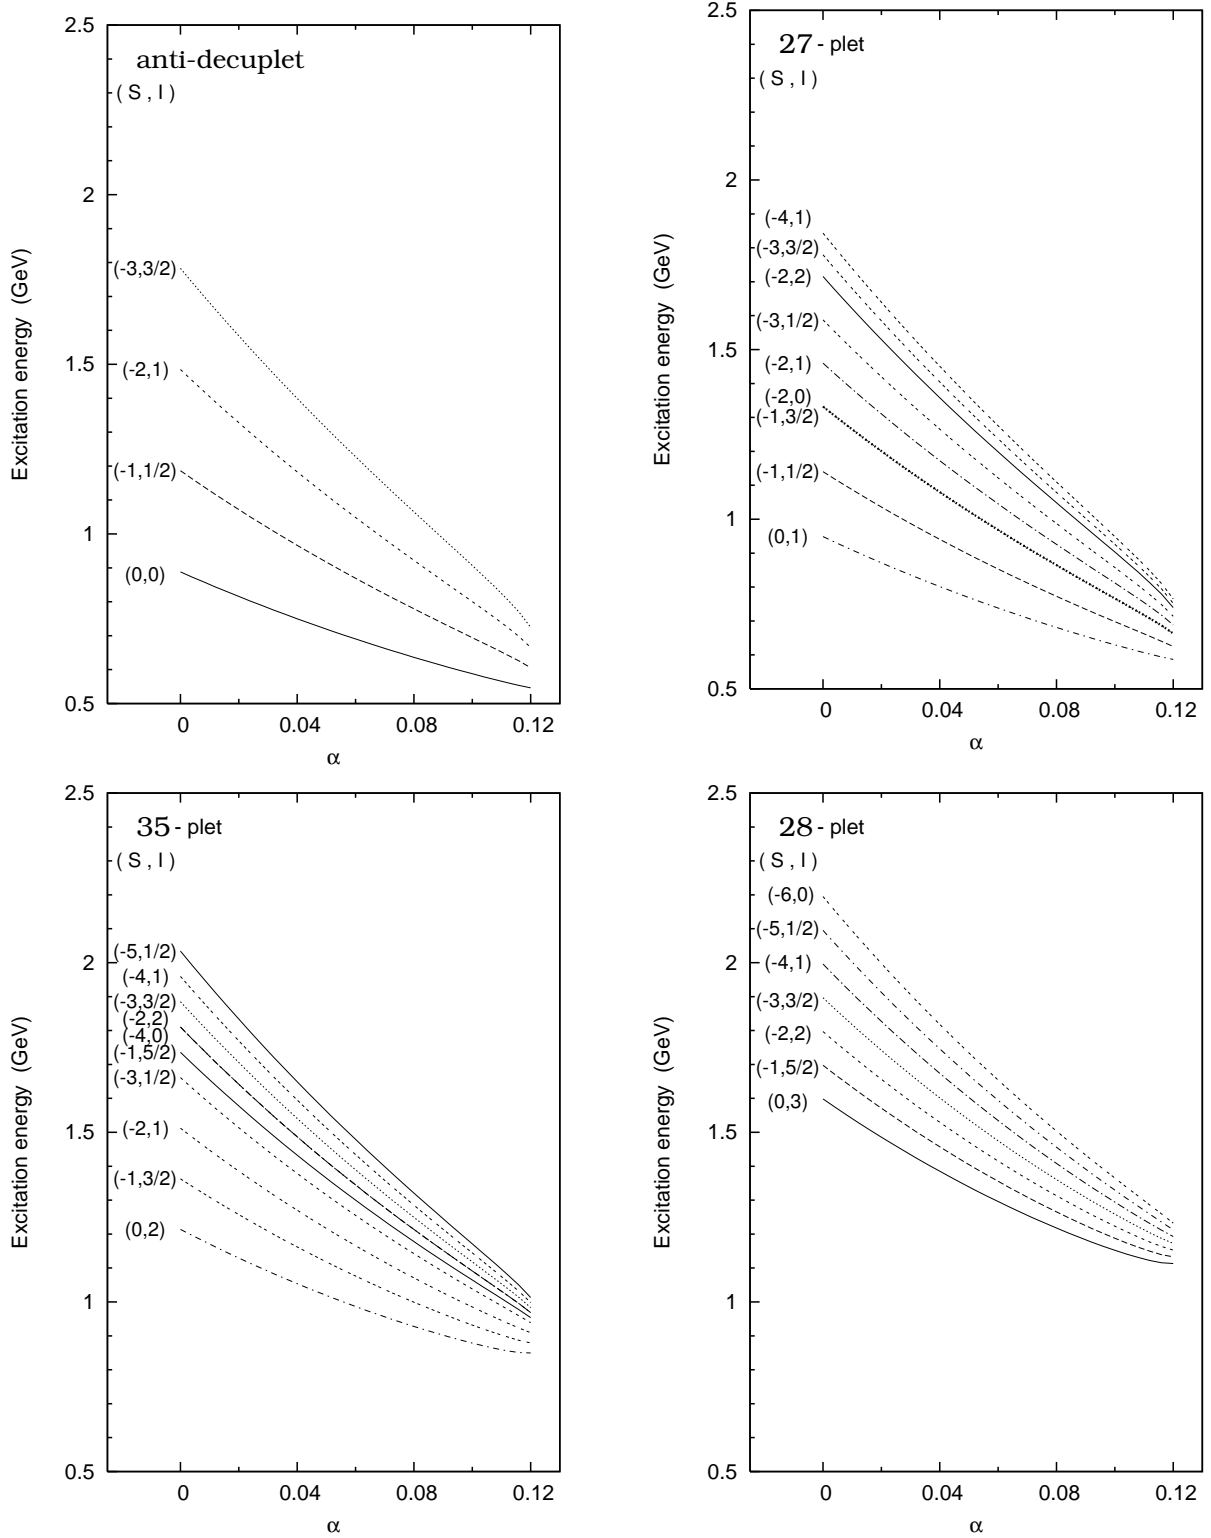 anti-decuplet
( S , I )
2.5
2
1.5
1
0.5
(-3,3/2)
(-2,1)
(-1,1/2)
(0,0)
Excitation energy (GeV)
0 0.04 0.08 0.12
α
27 - plet
( S , I )
2.5
2
1.5
1
0.5
(-4,1)
(-3,3/2)
(-2,2)
(-3,1/2)
(-2,1)
(-2,0)
(-1,3/2)
(-1,1/2)
(0,1)
Excitation energy (GeV)
0 0.04 0.08 0.12
α
35 - plet
( S , I )
2.5
2
1.5
1
0.5
(-5,1/2)
(-4,1)
(-3,3/2)
(-2,2)
(-4,0)
(-1,5/2)
(-3,1/2)
(-2,1)
(-1,3/2)
(0,2)
Excitation energy (GeV)
0 0.04 0.08 0.12
α
28 - plet
( S , I )
2.5
2
1.5
1
0.5
(-6,0)
(-5,1/2)
(-4,1)
(-3,3/2)
(-2,2)
(-1,5/2)
(0,3)
Excitation energy (GeV)
0 0.04 0.08 0.12
α